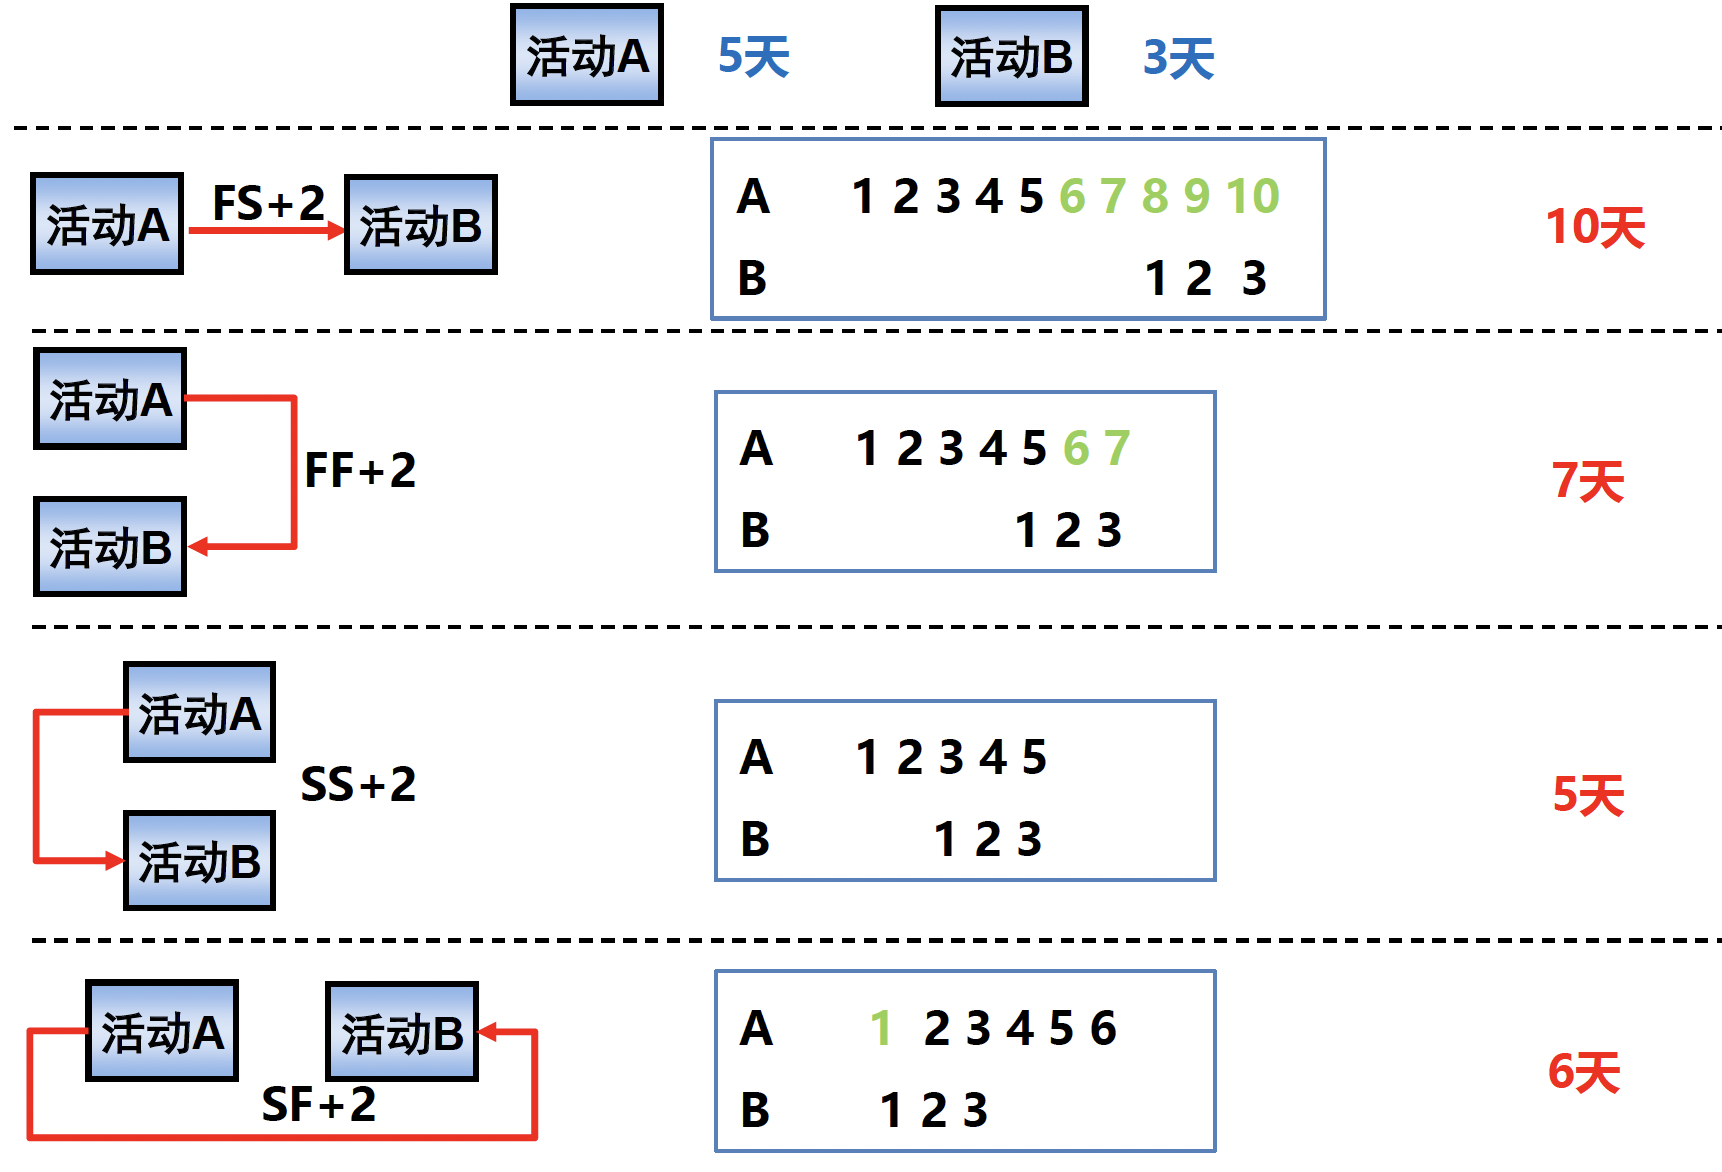 活动A 5天 活动B 3天
活动A FS+2 活动B
A 1 2 3 4 5 6 7 8 9 10
B 1 2 3
10天
活动A
FF+2
活动B
A 1 2 3 4 5 6 7
B 1 2 3
7天
活动A
SS+2
活动B
A 1 2 3 4 5
B 1 2 3
5天
活动A 活动B
SF+2
A 1 2 3 4 5 6
B 1 2 3
6天